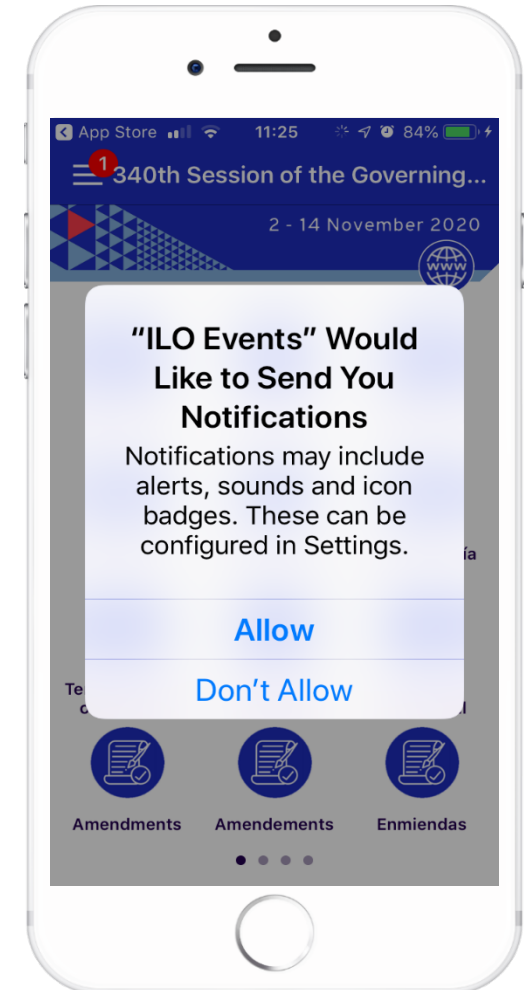 App Store 11:25 84%
1
340th Session of the Governing...
2 - 14 November 2020
www
“ILO Events” Would
Like to Send You
Notifications
Notifications may include
alerts, sounds and icon
badges. These can be
configured in Settings.
Allow
Don’t Allow
Amendments Amendements Enmiendas